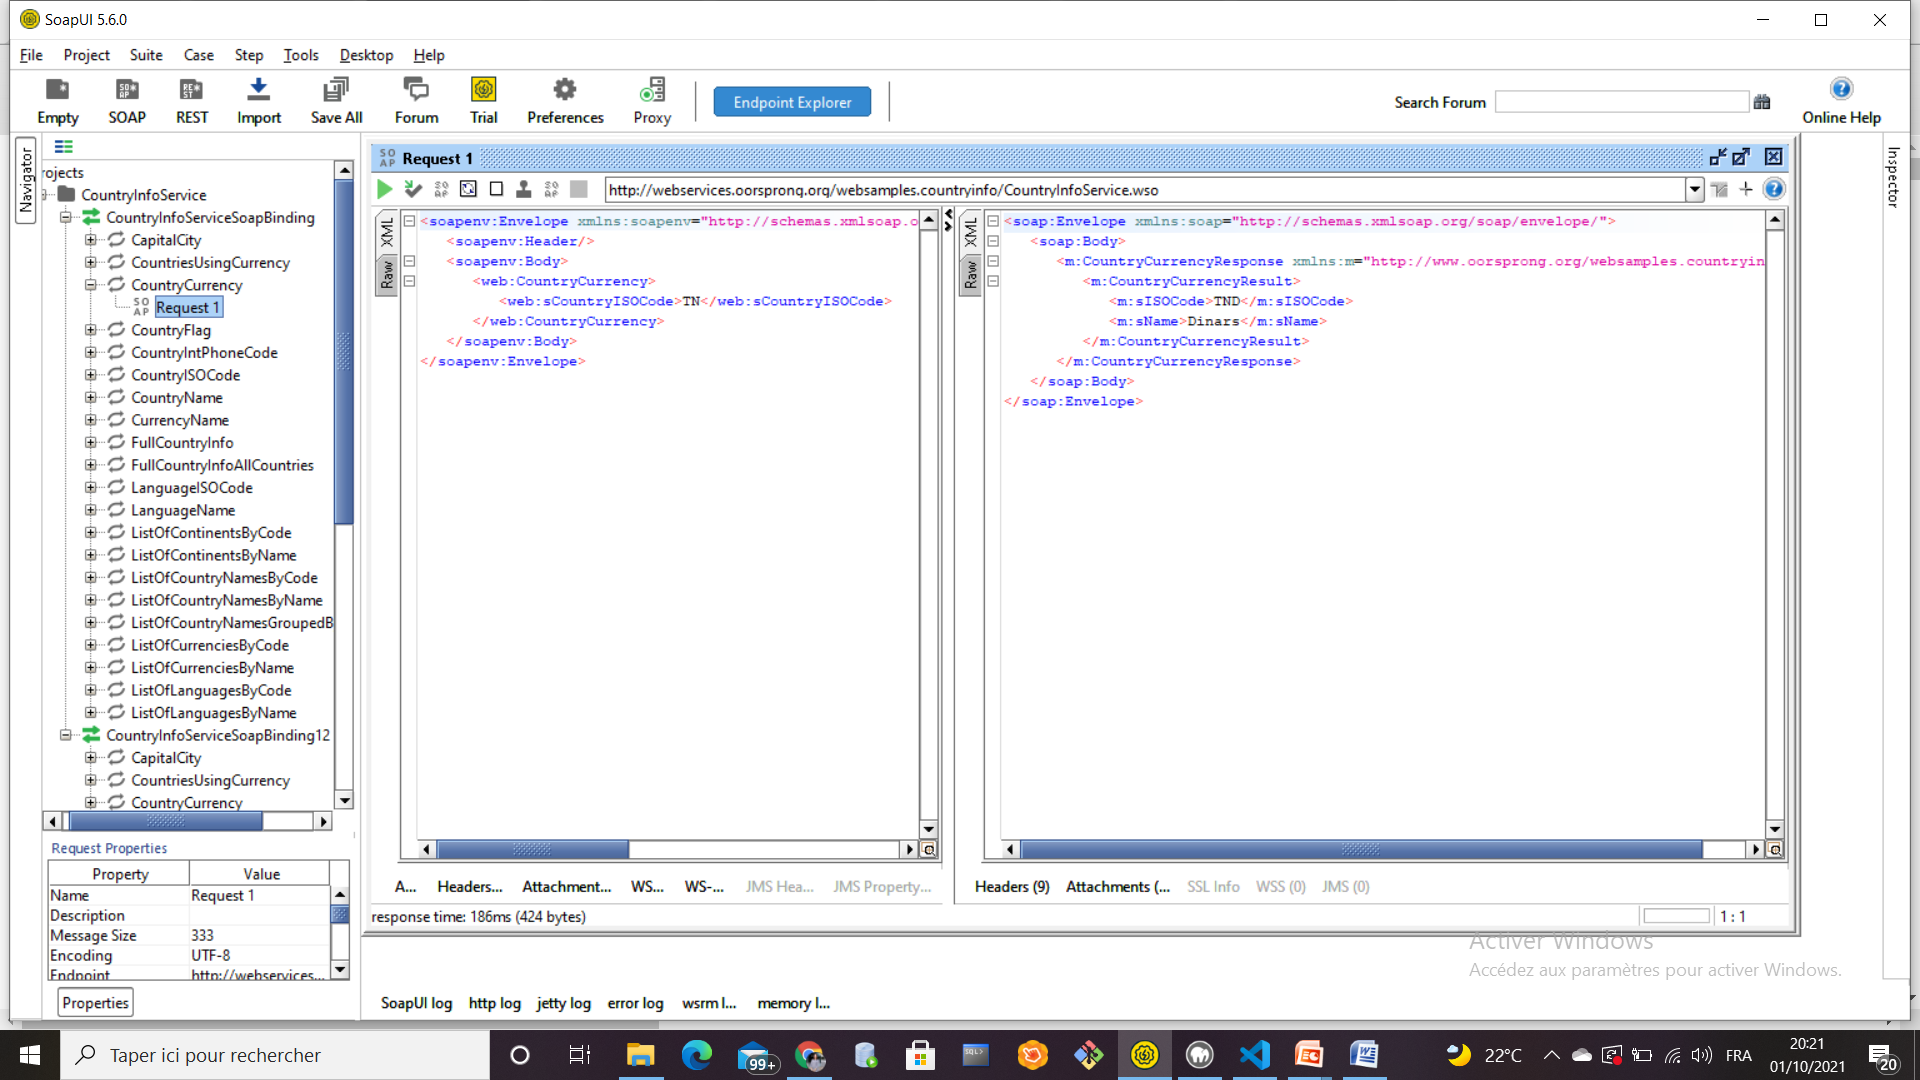 SoapUI 5.6.0
File Project Suite Case Step Tools Desktop Help
Empty SOAP REST Import Save All Forum Trial Preferences Proxy Endpoint Explorer Search Forum Online Help
Navigator
Inspector
rojects
CountryInfoService
CountryInfoServiceSoapBinding
CapitalCity
CountriesUsingCurrency
CountryCurrency
Request 1
CountryFlag
CountryIntPhoneCode
CountryISOCode
CountryName
CurrencyName
FullCountryInfo
FullCountryInfoAllCountries
LanguageISOCode
LanguageName
ListOfContinentsByCode
ListOfContinentsByName
ListOfCountryNamesByCode
ListOfCountryNamesByName
ListOfCountryNamesGroupedB
ListOfCurrenciesByCode
ListOfCurrenciesByName
ListOfLanguagesByCode
ListOfLanguagesByName
CountryInfoServiceSoapBinding12
CapitalCity
CountriesUsingCurrency
CountryCurrency
Request Properties
Property Value
Name Request 1
Description
Message Size 333
Encoding UTF-8
Endpoint http://webservices...
Properties
Request 1
http://webservices.oorsprong.org/websamples.countryinfo/CountryInfoService.wso
XML
Raw
<soapenv:Envelope xmlns:soapenv="http://schemas.xmlsoap.o
<soapenv:Header/>
<soapenv:Body>
<web:CountryCurrency>
<web:sCountryISOCode>TN</web:sCountryISOCode>
</web:CountryCurrency>
</soapenv:Body>
</soapenv:Envelope>
XML
Raw
<soap:Envelope xmlns:soap="http://schemas.xmlsoap.org/soap/envelope/">
<soap:Body>
<m:CountryCurrencyResponse xmlns:m="http://www.oorsprong.org/websamples.countryin
<m:CountryCurrencyResult>
<m:sISOCode>TND</m:sISOCode>
<m:sName>Dinars</m:sName>
</m:CountryCurrencyResult>
</m:CountryCurrencyResponse>
</soap:Body>
</soap:Envelope>
A... Headers... Attachment... WS... WS-... JMS Hea... JMS Property...
Headers (9) Attachments (... SSL Info WSS (0) JMS (0)
response time: 186ms (424 bytes)
1 : 1
Activer Windows
Accédez aux paramètres pour activer Windows.
SoapUI log http log jetty log error log wsrm l... memory l...
Taper ici pour rechercher
99+
22°C
FRA
20:21
01/10/2021
20